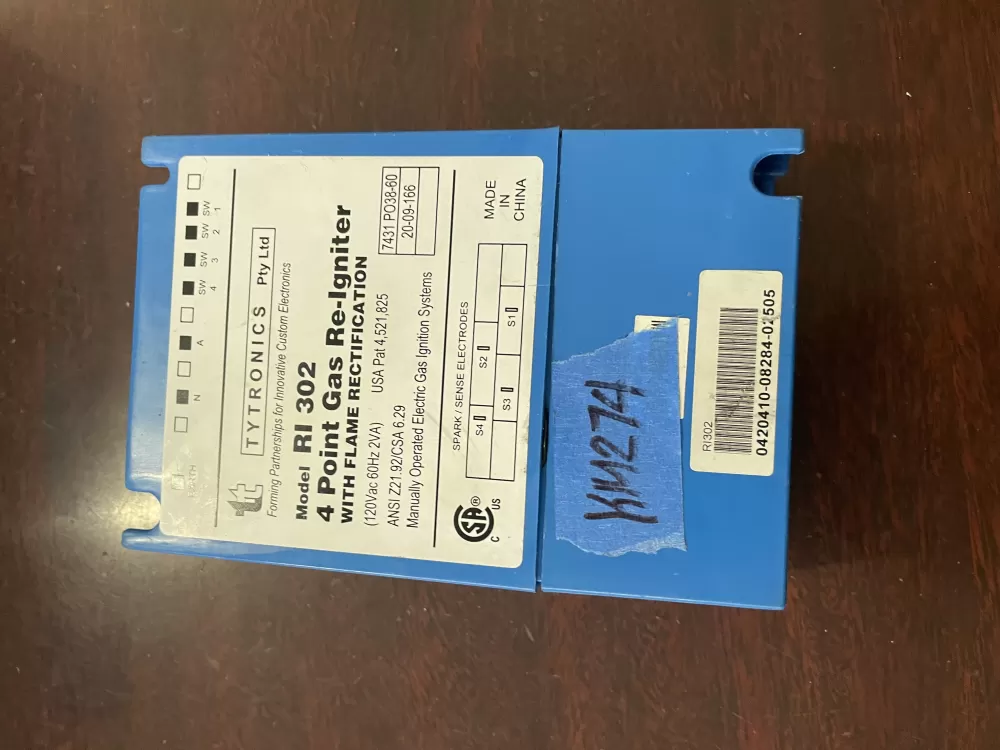 EARTH N A SW 4 SW 3 SW 2 SW 1
tt TYTRONICS Pty Ltd
Forming Partnerships for Innovative Custom Electronics
Model RI 302
4 Point Gas Re-Igniter
WITH FLAME RECTIFICATION
(120Vac 60Hz 2VA) USA Pat 4,521,825
ANSI Z21.92/CSA 6.29
Manually Operated Electric Gas Ignition Systems
7431 PO38-60
20-09-166
SPARK / SENSE ELECTRODES
S4 S2
S3 S1
MADE
IN
CHINA
C SA ® US
KM274
RI302
0420410-08284-02505